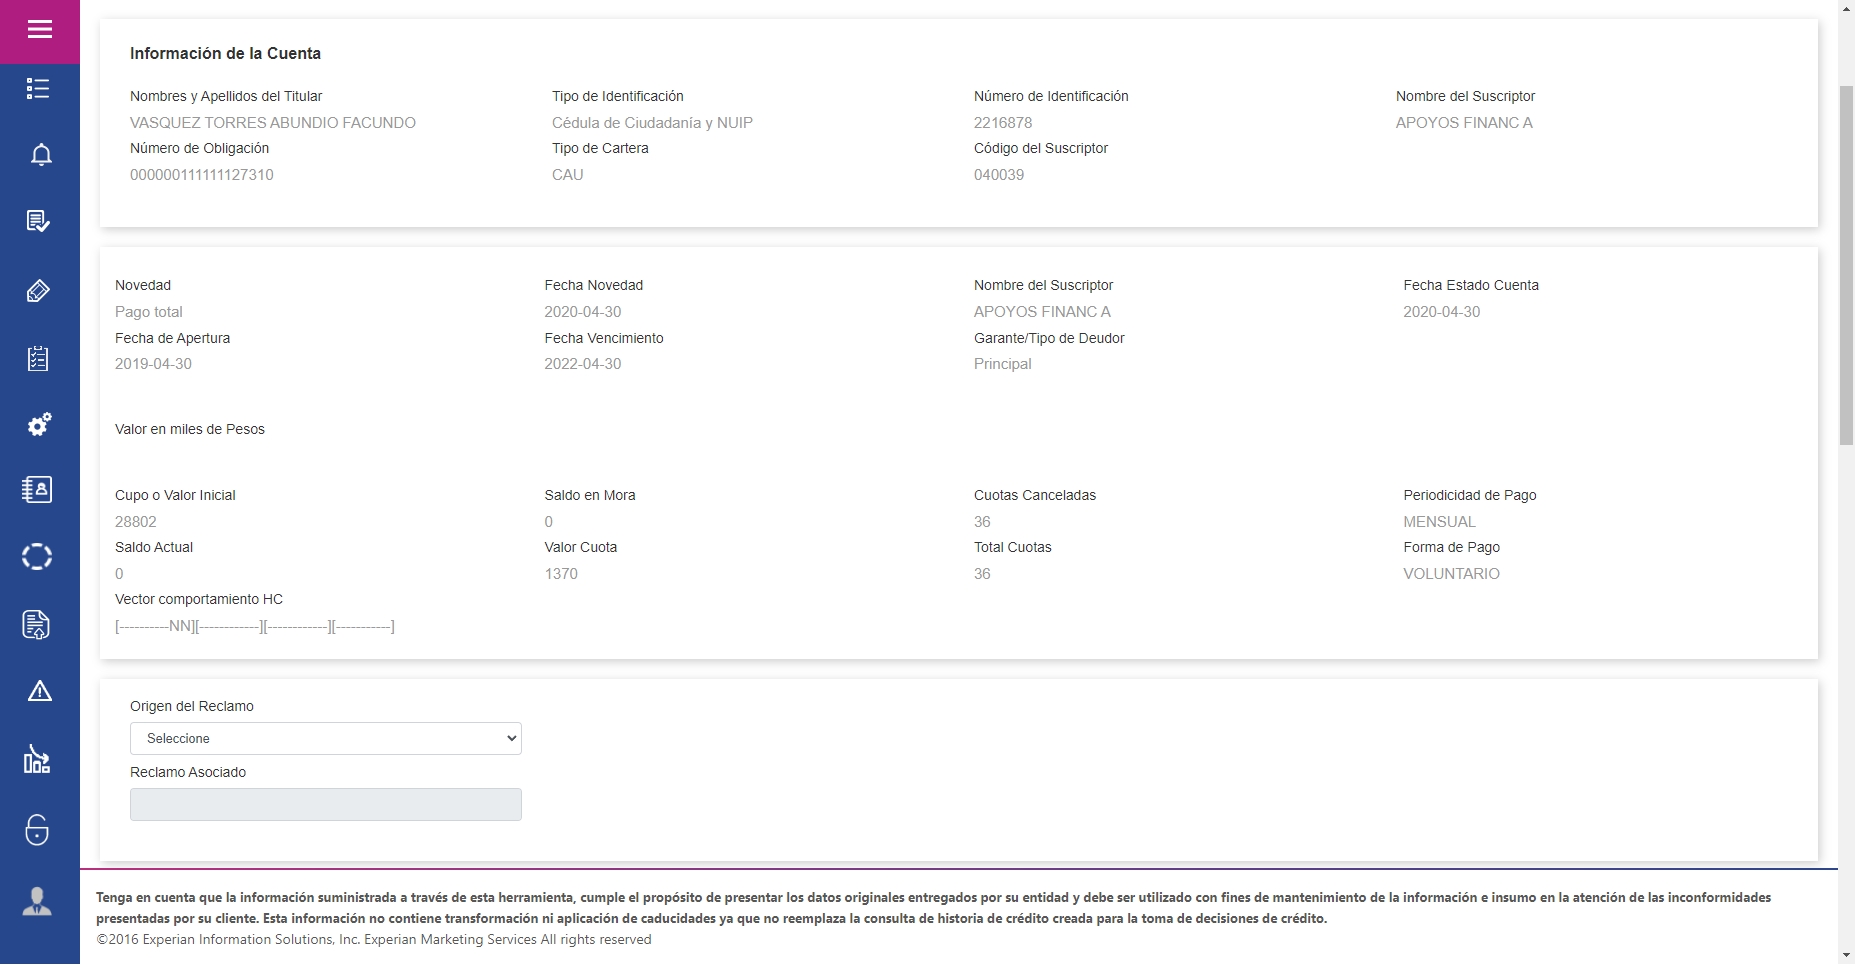 Información de la Cuenta
Nombres y Apellidos del Titular Tipo de Identificación Número de Identificación Nombre del Suscriptor
VASQUEZ TORRES ABUNDIO FACUNDO Cédula de Ciudadanía y NUIP 2216878 APOYOS FINANC A
Número de Obligación Tipo de Cartera Código del Suscriptor
000000111111127310 CAU 040039
Novedad Fecha Novedad Nombre del Suscriptor Fecha Estado Cuenta
Pago total 2020-04-30 APOYOS FINANC A 2020-04-30
Fecha de Apertura Fecha Vencimiento Garante/Tipo de Deudor
2019-04-30 2022-04-30 Principal
Valor en miles de Pesos
Cupo o Valor Inicial Saldo en Mora Cuotas Canceladas Periodicidad de Pago
28802 0 36 MENSUAL
Saldo Actual Valor Cuota Total Cuotas Forma de Pago
0 1370 36 VOLUNTARIO
Vector comportamiento HC
[----------NN][------------][------------][-----------]
Origen del Reclamo
Seleccione
Reclamo Asociado
Tenga en cuenta que la información suministrada a través de esta herramienta, cumple el propósito de presentar los datos originales entregados por su entidad y debe ser utilizado con fines de mantenimiento de la información e insumo en la atención de las inconformidades
presentadas por su cliente. Esta información no contiene transformación ni aplicación de caducidades ya que no reemplaza la consulta de historia de crédito creada para la toma de decisiones de crédito.
©2016 Experian Information Solutions, Inc. Experian Marketing Services All rights reserved